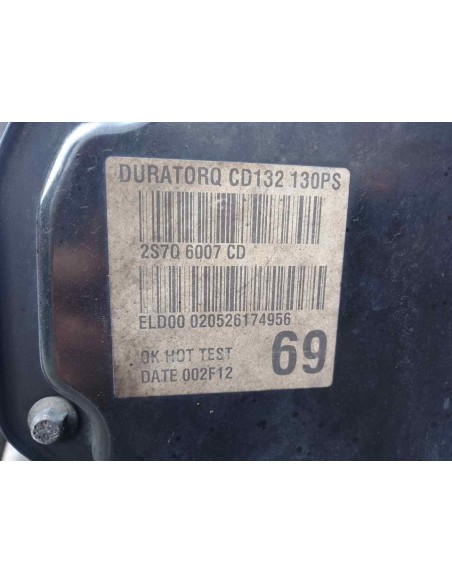 DURATORQ CD132 130PS
2S7Q 6007 CD
ELD00 020526174956
OK HOT TEST
69
DATE 002F12